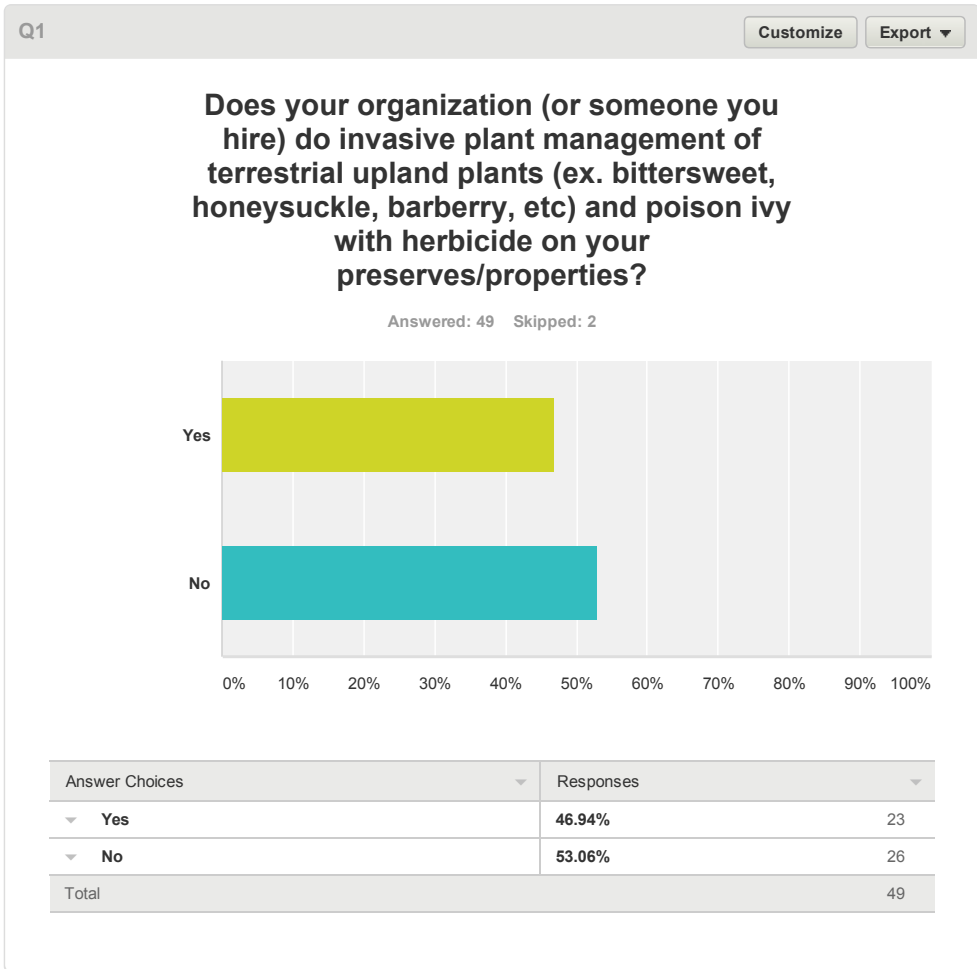 Q1
Customize
Export
Does your organization (or someone you
hire) do invasive plant management of
terrestrial upland plants (ex. bittersweet,
honeysuckle, barberry, etc) and poison ivy
with herbicide on your
preserves/properties?
Answered: 49 Skipped: 2
Yes
No
0% 10% 20% 30% 40% 50% 60% 70% 80% 90% 100%
Answer Choices Responses
Yes 46.94% 23
No 53.06% 26
Total 49